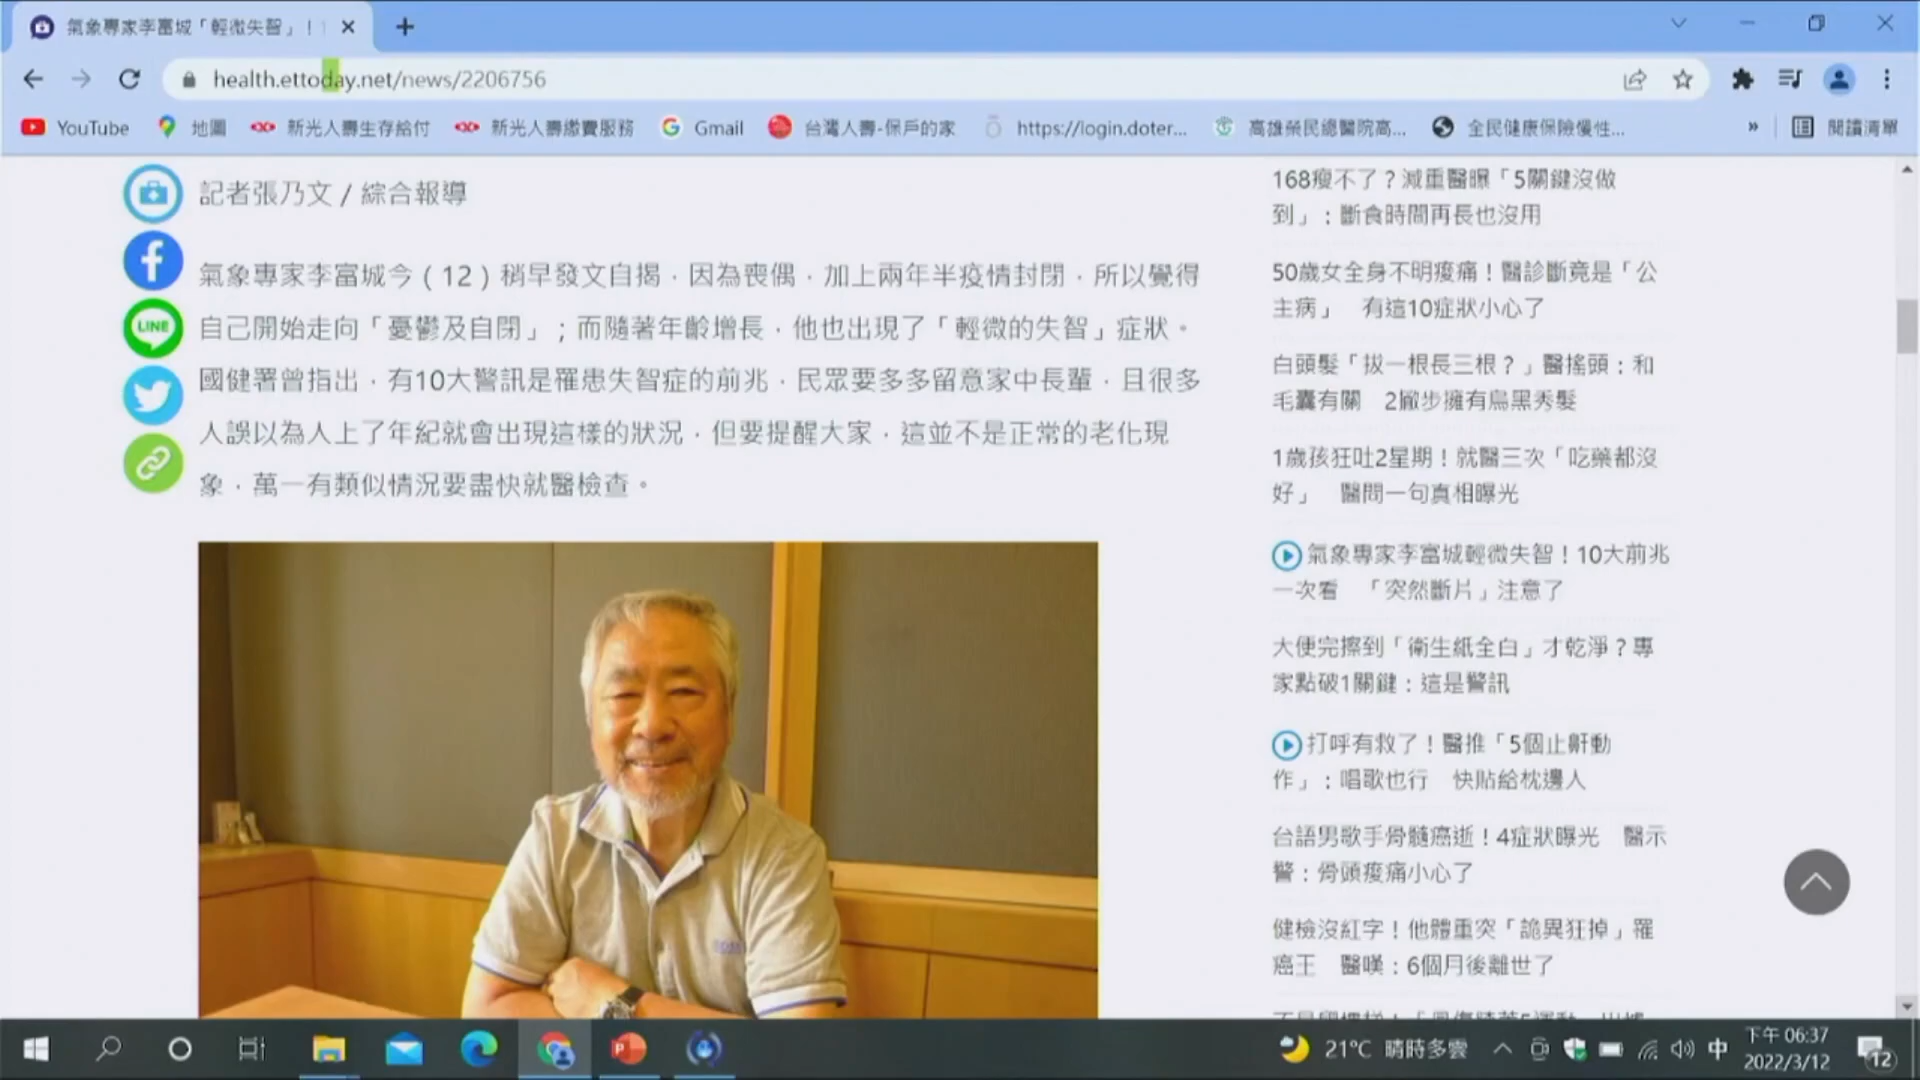 氣象專家李富城「輕微失智」!
health.ettoday.net/news/2206756
YouTube
地圖
新光人壽生存給付
新光人壽繳費服務
Gmail
台灣人壽-保戶的家
https://login.doter...
高雄榮民總醫院高...
全民健康保險慢性...
»
閱讀清單
記者張乃文/綜合報導
LINE
氣象專家李富城今(12)稍早發文自揭,因為喪偶,加上兩年半疫情封閉,所以覺得
自己開始走向「憂鬱及自閉」;而隨著年齡增長,他也出現了「輕微的失智」症狀。
國健署曾指出,有10大警訊是罹患失智症的前兆,民眾要多多留意家中長輩,且很多
人誤以為人上了年紀就會出現這樣的狀況,但要提醒大家,這並不是正常的老化現
象,萬一有類似情況要盡快就醫檢查。
BOSS
168瘦不了?減重醫曝「5關鍵沒做
到」:斷食時間再長也沒用
50歲女全身不明痠痛!醫診斷竟是「公
主病」 有這10症狀小心了
白頭髮「拔一根長三根?」醫搖頭:和
毛囊有關 2撇步擁有烏黑秀髮
1歲孩狂吐2星期!就醫三次「吃藥都沒
好」 醫問一句真相曝光
氣象專家李富城輕微失智!10大前兆
一次看 「突然斷片」注意了
大便完擦到「衛生紙全白」才乾淨?專
家點破1關鍵:這是警訊
打呼有救了!醫推「5個止鼾動
作」:唱歌也行 快貼給枕邊人
台語男歌手骨髓癌逝!4症狀曝光 醫示
警:骨頭痠痛小心了
健檢沒紅字!他體重突「詭異狂掉」罹
癌王 醫嘆:6個月後離世了
21°C 晴時多雲
中
下午 06:37
2022/3/12
12